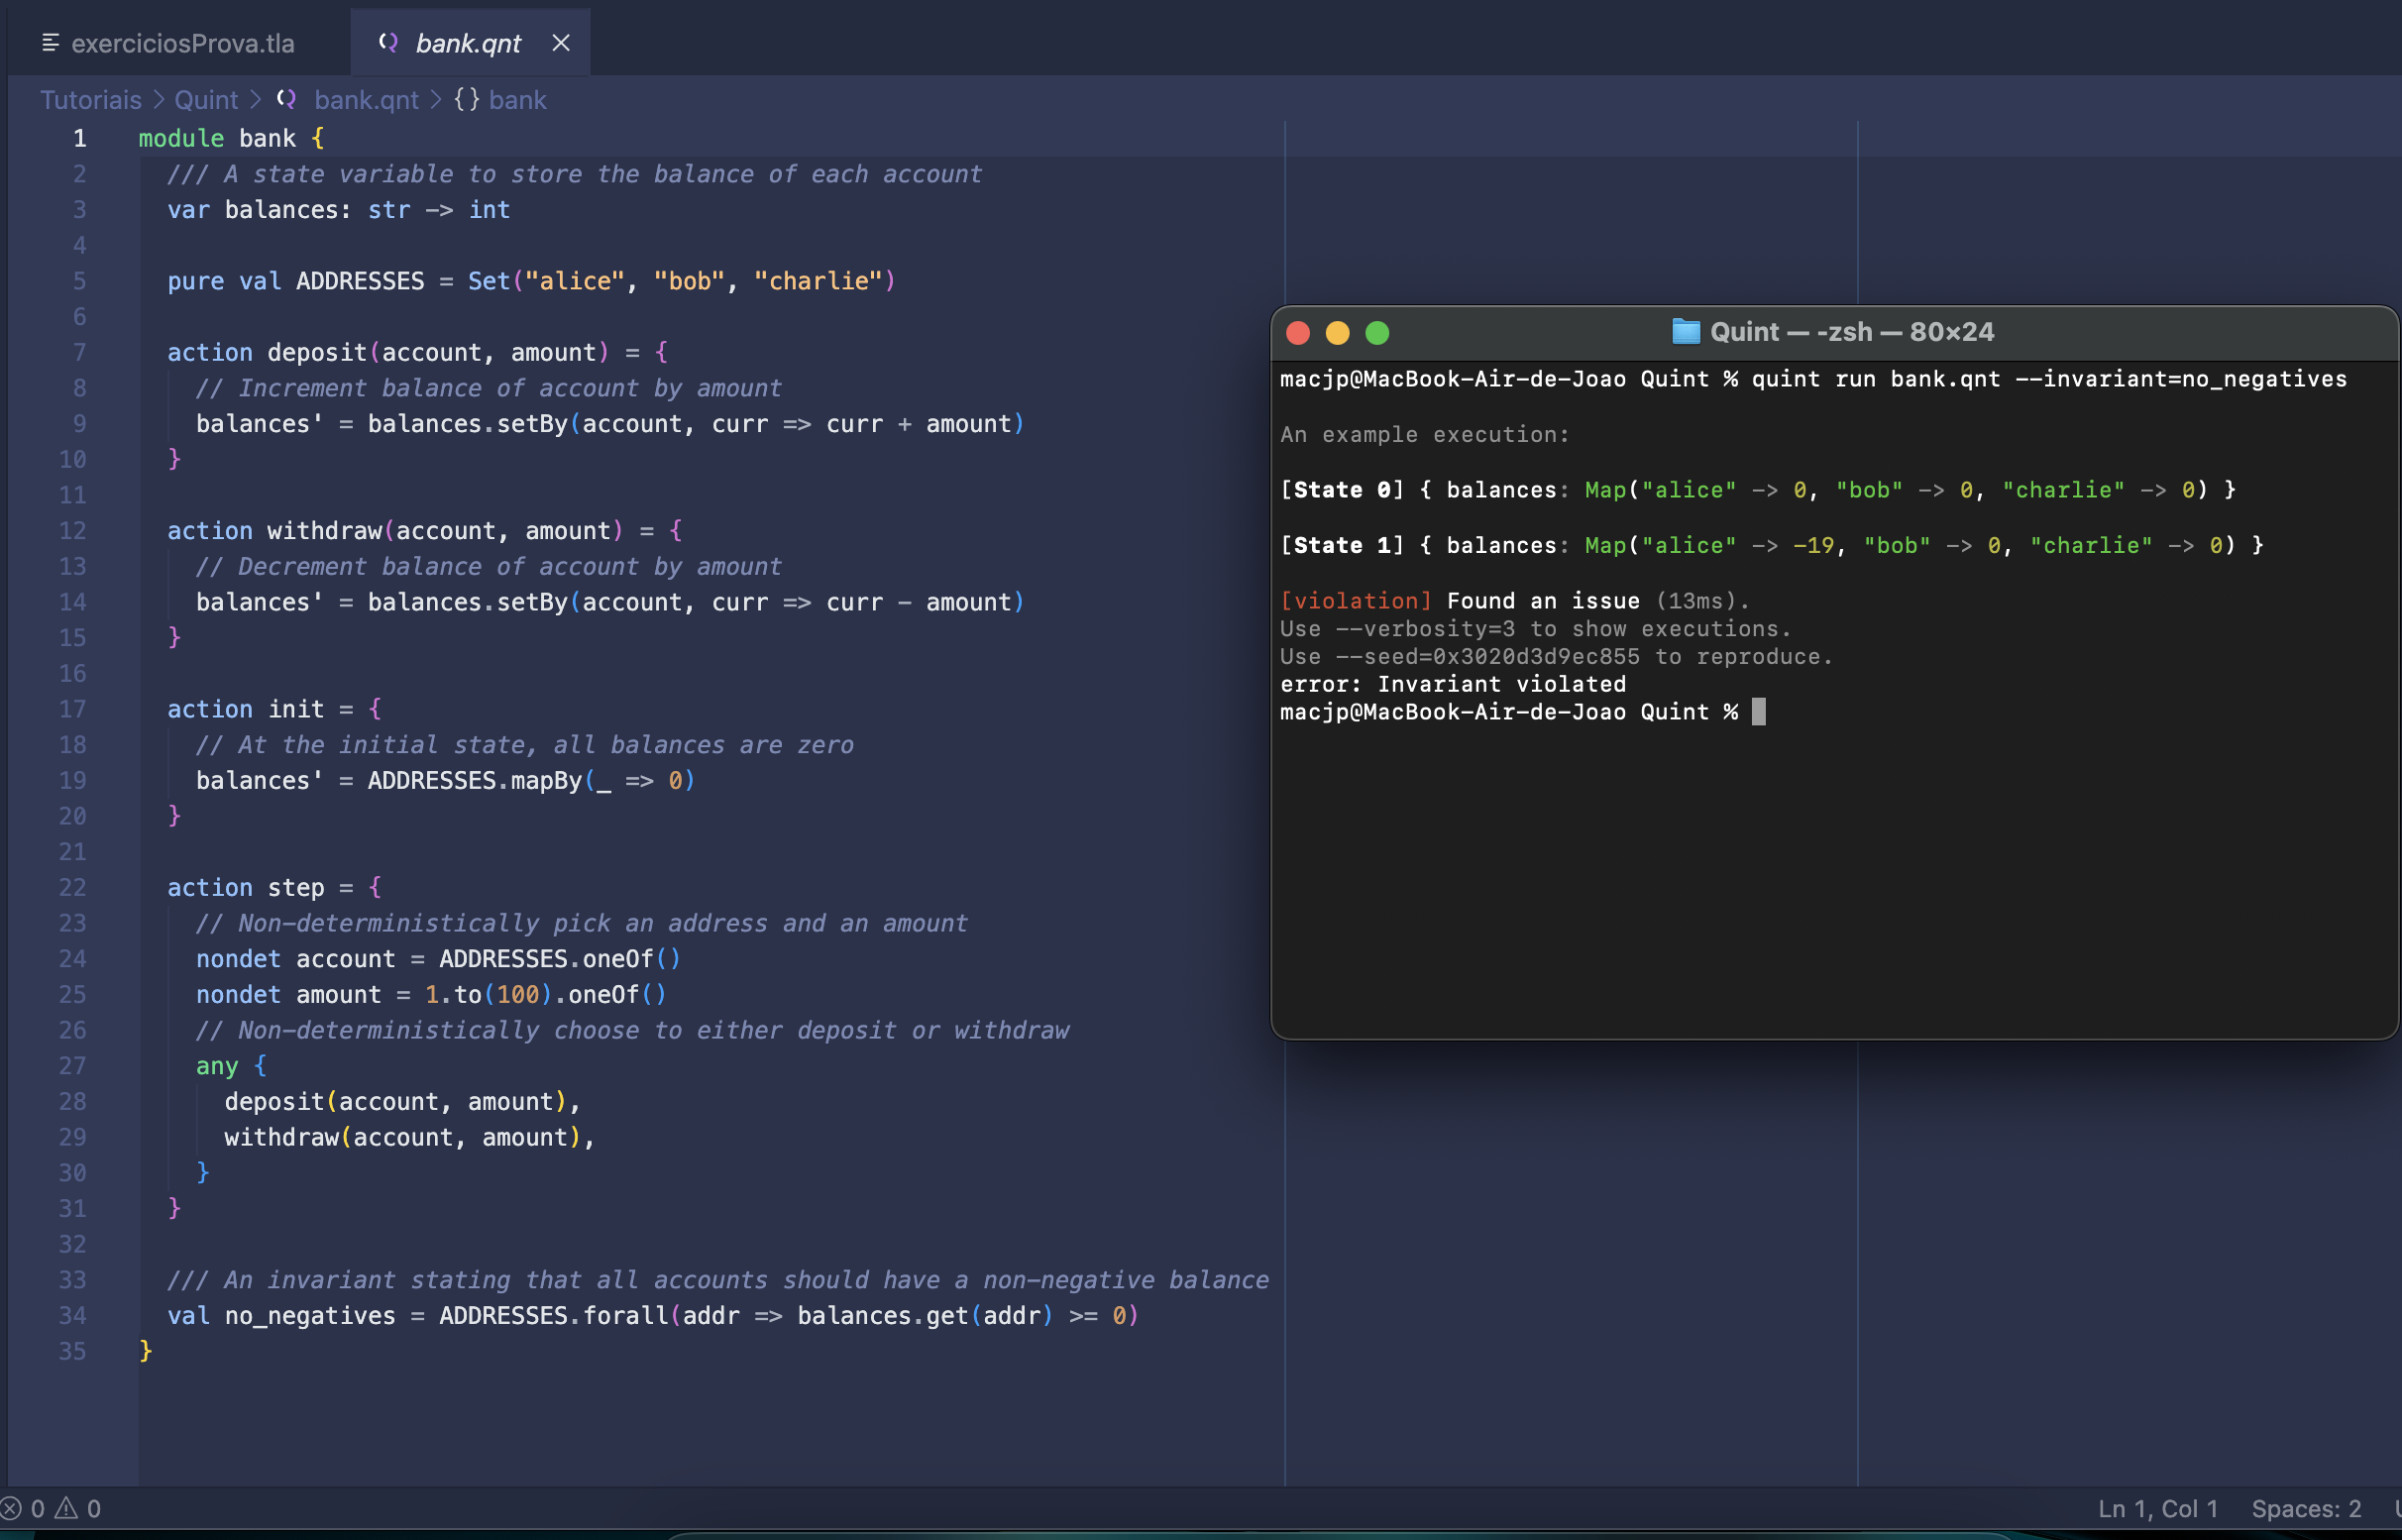 exerciciosProva.tla
bank.qnt
Tutoriais > Quint > bank.qnt > {} bank
1 module bank {
2 /// A state variable to store the balance of each account
3 var balances: str -> int
4
5 pure val ADDRESSES = Set("alice", "bob", "charlie")
6
7 action deposit(account, amount) = {
8 // Increment balance of account by amount
9 balances' = balances.setBy(account, curr => curr + amount)
10 }
11
12 action withdraw(account, amount) = {
13 // Decrement balance of account by amount
14 balances' = balances.setBy(account, curr => curr - amount)
15 }
16
17 action init = {
18 // At the initial state, all balances are zero
19 balances' = ADDRESSES.mapBy(_ => 0)
20 }
21
22 action step = {
23 // Non-deterministically pick an address and an amount
24 nondet account = ADDRESSES.oneOf()
25 nondet amount = 1.to(100).oneOf()
26 // Non-deterministically choose to either deposit or withdraw
27 any {
28 deposit(account, amount),
29 withdraw(account, amount),
30 }
31 }
32
33 /// An invariant stating that all accounts should have a non-negative balance
34 val no_negatives = ADDRESSES.forall(addr => balances.get(addr) >= 0)
35 }
Quint — -zsh — 80×24
macjp@MacBook-Air-de-Joao Quint % quint run bank.qnt --invariant=no_negatives
An example execution:
[State 0] { balances: Map("alice" -> 0, "bob" -> 0, "charlie" -> 0) }
[State 1] { balances: Map("alice" -> -19, "bob" -> 0, "charlie" -> 0) }
[violation] Found an issue (13ms).
Use --verbosity=3 to show executions.
Use --seed=0x3020d3d9ec855 to reproduce.
error: Invariant violated
macjp@MacBook-Air-de-Joao Quint %
0 0
Ln 1, Col 1 Spaces: 2